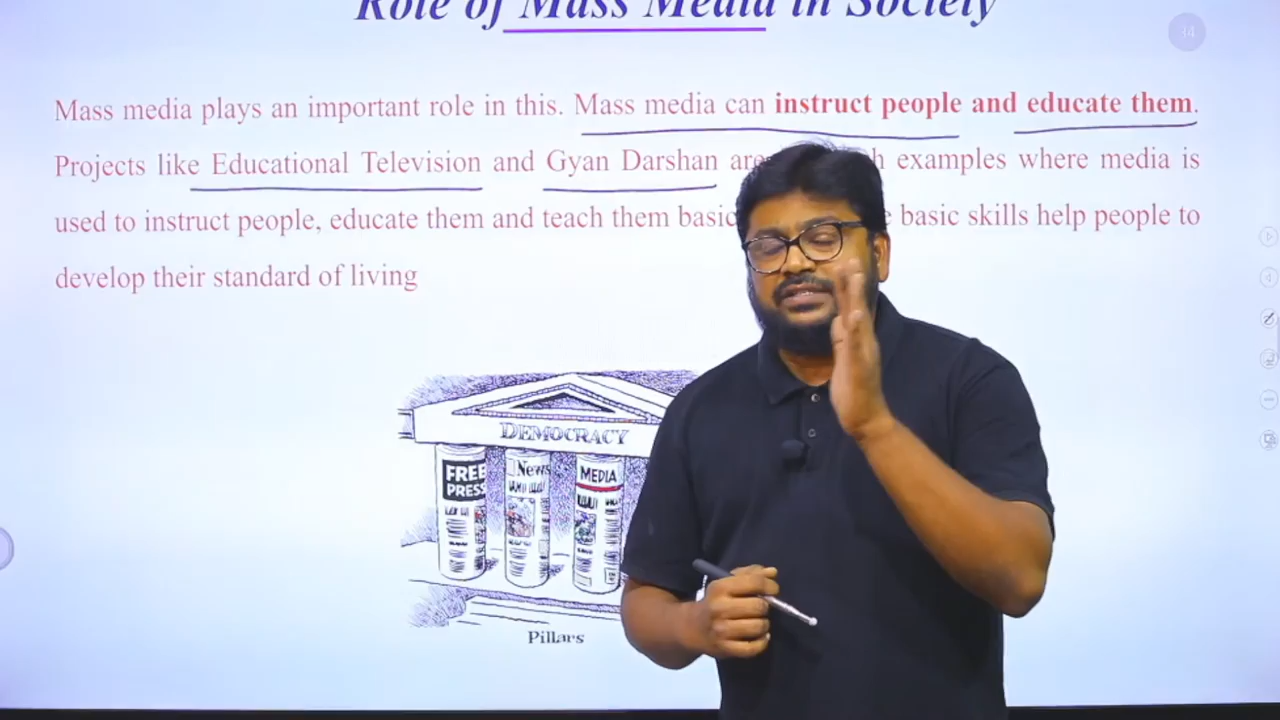 Role of Mass Media in Society
34
Mass media plays an important role in this. Mass media can instruct people and educate them.
Projects like Educational Television and Gyan Darshan are examples where media is
used to instruct people, educate them and teach them basic basic skills help people to
develop their standard of living
DEMOCRACY
FREE PRESS
News
MEDIA
Pillars